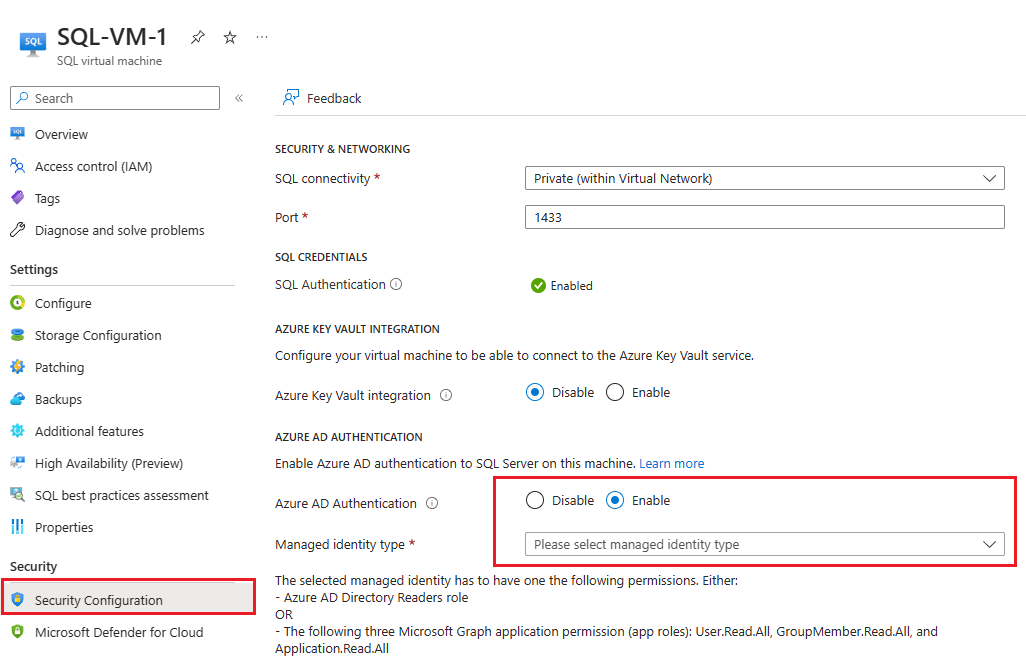 SQL
SQL-VM-1
SQL virtual machine
Search
Overview
Access control (IAM)
Tags
Diagnose and solve problems
Settings
Configure
Storage Configuration
Patching
Backups
Additional features
High Availability (Preview)
SQL best practices assessment
Properties
Security
Security Configuration
Microsoft Defender for Cloud
Feedback
SECURITY & NETWORKING
SQL connectivity * Private (within Virtual Network)
Port * 1433
SQL CREDENTIALS
SQL Authentication Enabled
AZURE KEY VAULT INTEGRATION
Configure your virtual machine to be able to connect to the Azure Key Vault service.
Azure Key Vault integration Disable Enable
AZURE AD AUTHENTICATION
Enable Azure AD authentication to SQL Server on this machine. Learn more
Azure AD Authentication Disable Enable
Managed identity type * Please select managed identity type
The selected managed identity has to have one the following permissions. Either:
- Azure AD Directory Readers role
OR
- The following three Microsoft Graph application permission (app roles): User.Read.All, GroupMember.Read.All, and
Application.Read.All